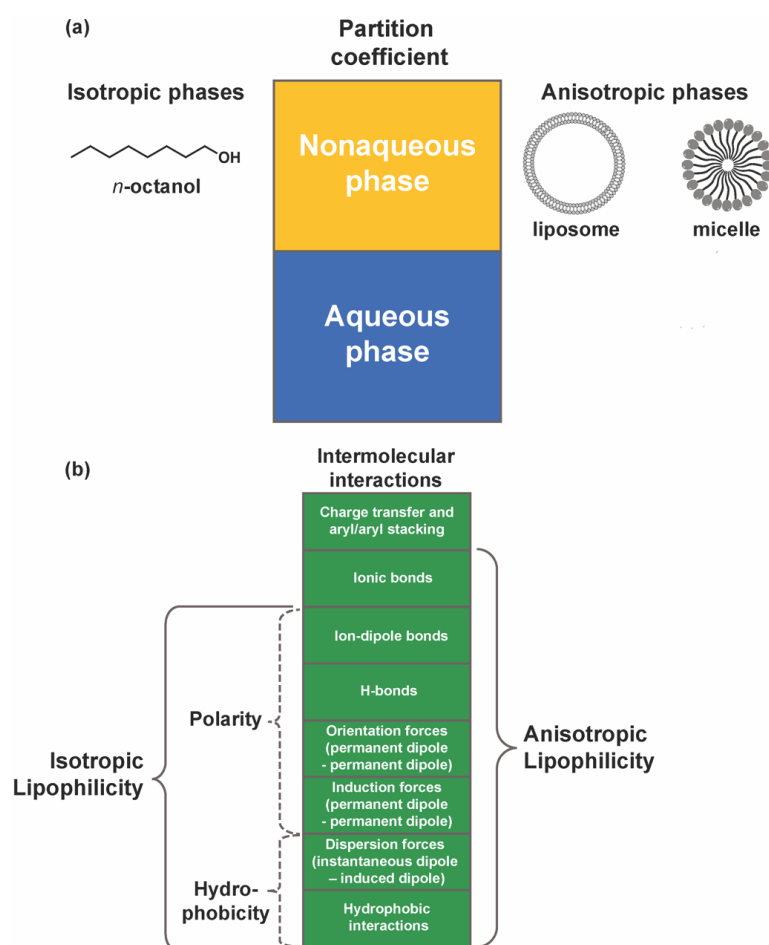 (a)
Partition
coefficient
Isotropic phases
Anisotropic phases
OH
n-octanol
Nonaqueous
phase
liposome
micelle
Aqueous
phase
(b)
Intermolecular
interactions
Charge transfer and
aryl/aryl stacking
Ionic bonds
Ion-dipole bonds
H-bonds
Polarity
Orientation forces
(permanent dipole
- permanent dipole)
Isotropic
Lipophilicity
Anisotropic
Lipophilicity
Induction forces
(permanent dipole
- permanent dipole)
Dispersion forces
(instantaneous dipole
– induced dipole)
Hydro-
phobicity
Hydrophobic
interactions